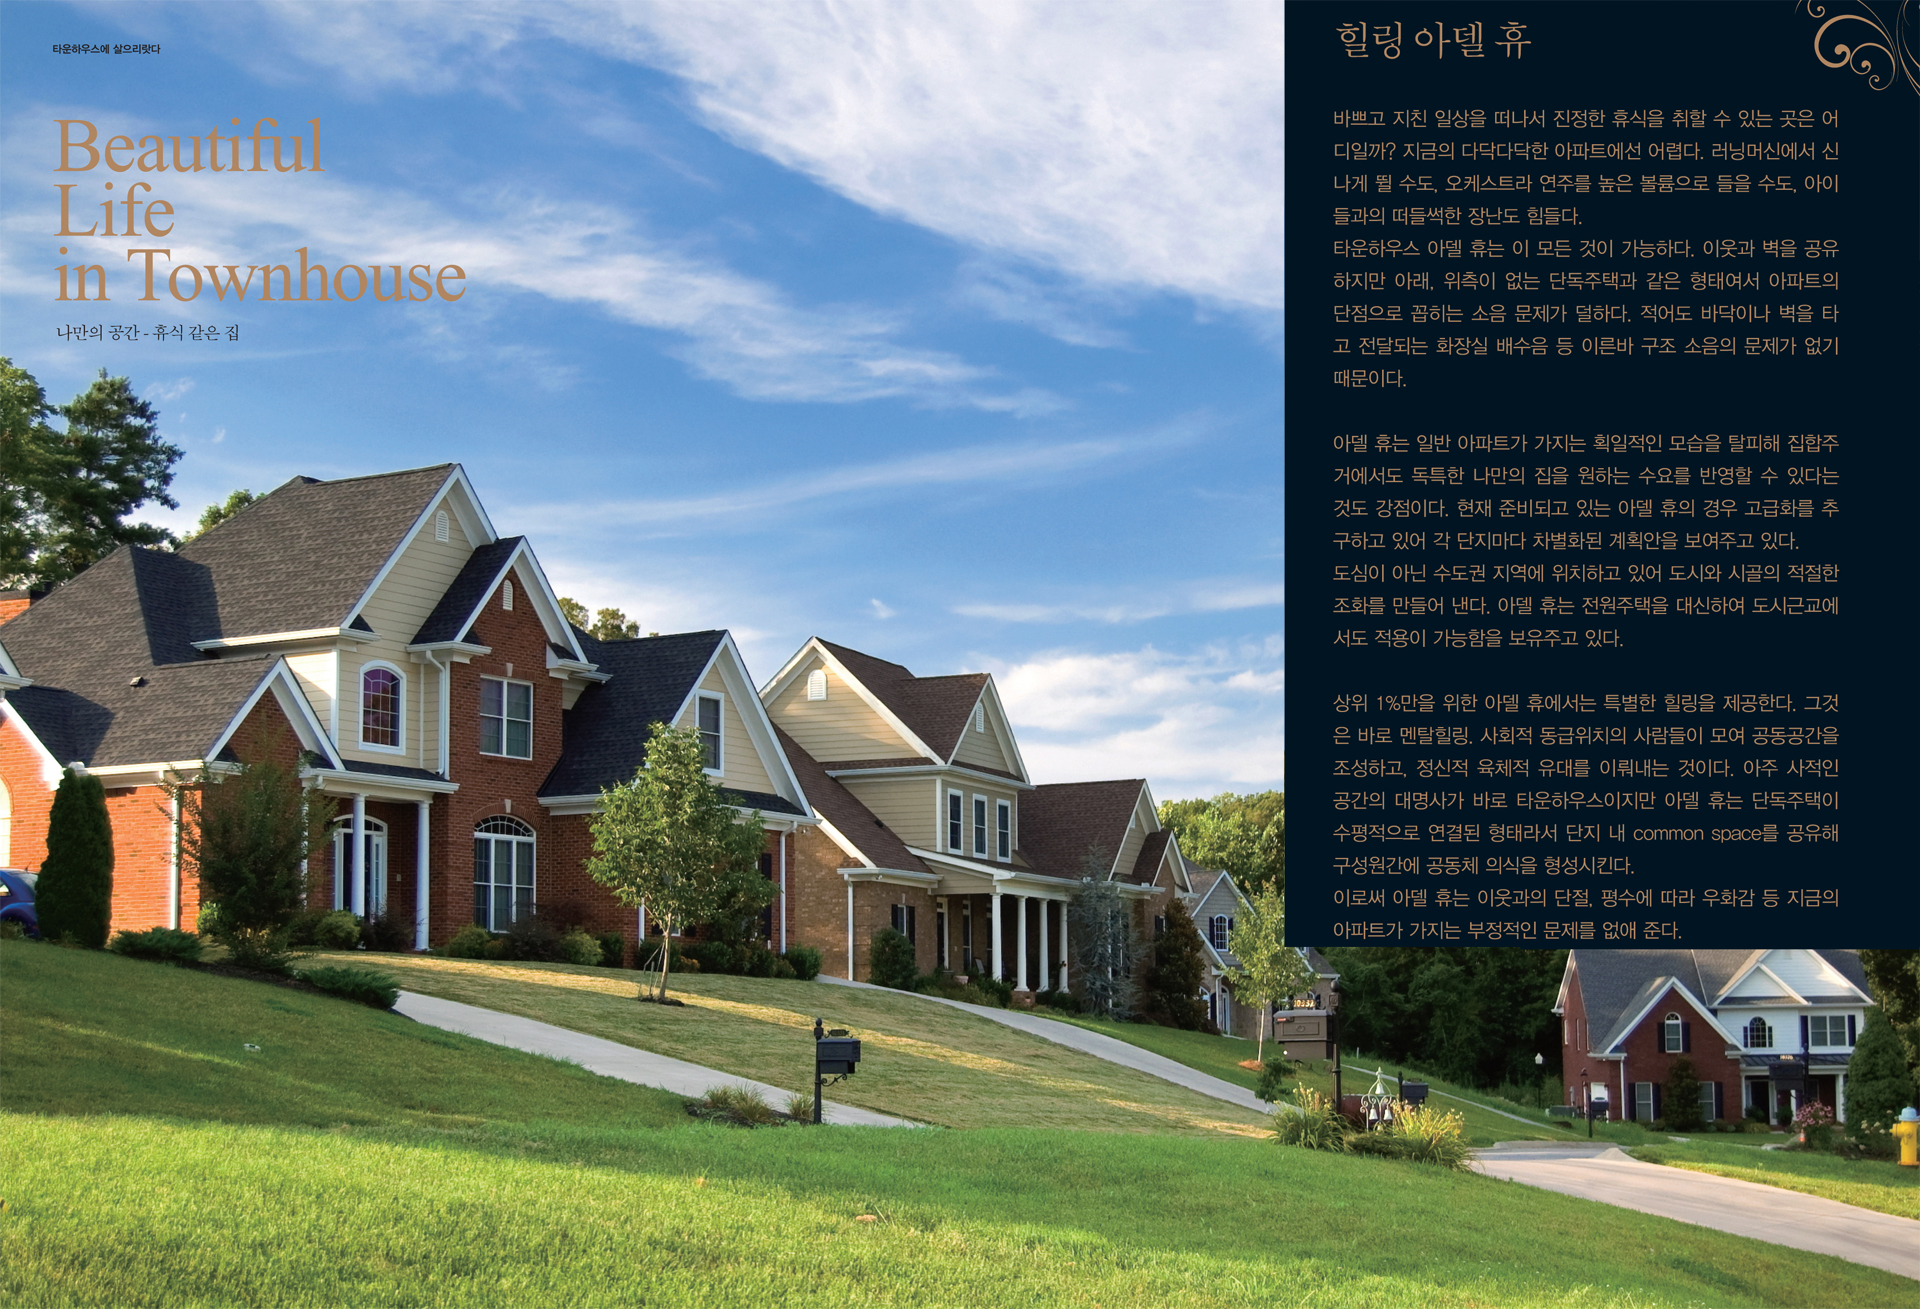 타운하우스에 살으리랏다
Beautiful
Life
in Townhouse
나만의 공간 - 휴식 같은 집
힐링 아델 휴
바쁘고 지친 일상을 떠나서 진정한 휴식을 취할 수 있는 곳은 어
디일까? 지금의 다닥다닥한 아파트에선 어렵다. 러닝머신에서 신
나게 뛸 수도, 오케스트라 연주를 높은 볼륨으로 들을 수도, 아이
들과의 떠들썩한 장난도 힘들다.
타운하우스 아델 휴는 이 모든 것이 가능하다. 이웃과 벽을 공유
하지만 아래, 위측이 없는 단독주택과 같은 형태여서 아파트의
단점으로 꼽히는 소음 문제가 덜하다. 적어도 바닥이나 벽을 타
고 전달되는 화장실 배수음 등 이른바 구조 소음의 문제가 없기
때문이다.
아델 휴는 일반 아파트가 가지는 획일적인 모습을 탈피해 집합주
거에서도 독특한 나만의 집을 원하는 수요를 반영할 수 있다는
것도 강점이다. 현재 준비되고 있는 아델 휴의 경우 고급화를 추
구하고 있어 각 단지마다 차별화된 계획안을 보여주고 있다.
도심이 아닌 수도권 지역에 위치하고 있어 도시와 시골의 적절한
조화를 만들어 낸다. 아델 휴는 전원주택을 대신하여 도시근교에
서도 적용이 가능함을 보유주고 있다.
상위 1%만을 위한 아델 휴에서는 특별한 힐링을 제공한다. 그것
은 바로 멘탈힐링. 사회적 동급위치의 사람들이 모여 공동공간을
조성하고, 정신적 육체적 유대를 이뤄내는 것이다. 아주 사적인
공간의 대명사가 바로 타운하우스이지만 아델 휴는 단독주택이
수평적으로 연결된 형태라서 단지 내 common space를 공유해
구성원간에 공동체 의식을 형성시킨다.
이로써 아델 휴는 이웃과의 단절, 평수에 따라 우화감 등 지금의
아파트가 가지는 부정적인 문제를 없애 준다.